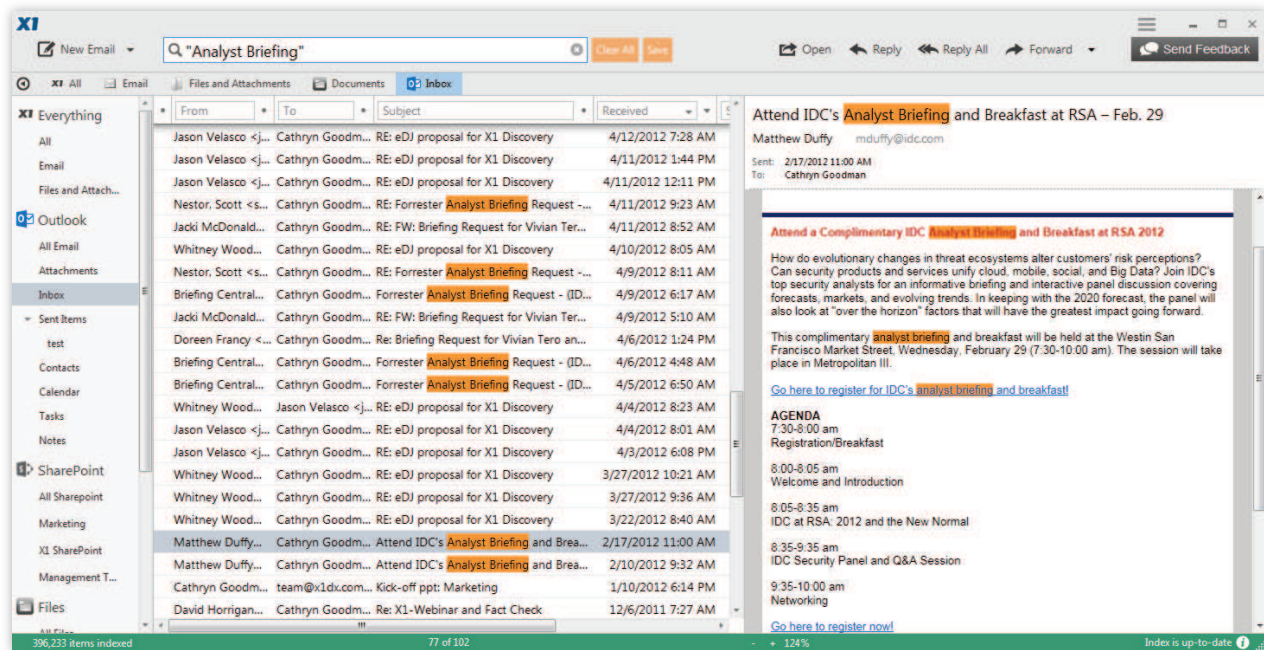 X1
New Email
"Analyst Briefing"
Clear All Save
Open Reply Reply All Forward
Send Feedback
X1 All Email Files and Attachments Documents Inbox
X1 Everything
All
Email
Files and Attach...
Outlook
All Email
Attachments
Inbox
Sent Items
test
Contacts
Calendar
Tasks
Notes
SharePoint
All Sharepoint
Marketing
X1 SharePoint
Management T...
Files
396,233 items indexed
From To Subject Received
Jason Velasco <j... Cathryn Goodm... RE: eDJ proposal for X1 Discovery 4/12/2012 7:28 AM
Jason Velasco <j... Cathryn Goodm... RE: eDJ proposal for X1 Discovery 4/11/2012 1:44 PM
Jason Velasco <j... Cathryn Goodm... RE: eDJ proposal for X1 Discovery 4/11/2012 12:11 PM
Nestor, Scott <s... Cathryn Goodm... RE: Forrester Analyst Briefing Request -... 4/11/2012 9:23 AM
Jacki McDonald... Cathryn Goodm... RE: FW: Briefing Request for Vivian Ter... 4/11/2012 8:52 AM
Whitney Wood... Cathryn Goodm... RE: eDJ proposal for X1 Discovery 4/10/2012 8:05 AM
Nestor, Scott <s... Cathryn Goodm... RE: Forrester Analyst Briefing Request -... 4/9/2012 8:11 AM
Briefing Central... Cathryn Goodm... Forrester Analyst Briefing Request - (ID... 4/9/2012 6:17 AM
Jacki McDonald... Cathryn Goodm... RE: FW: Briefing Request for Vivian Ter... 4/9/2012 5:10 AM
Doreen Francy <... Cathryn Goodm... Re: Briefing Request for Vivian Tero an... 4/6/2012 1:24 PM
Briefing Central... Cathryn Goodm... Forrester Analyst Briefing Request - (ID... 4/6/2012 4:48 AM
Briefing Central... Cathryn Goodm... Forrester Analyst Briefing Request - (ID... 4/5/2012 6:50 AM
Whitney Wood... Jason Velasco <j... RE: eDJ proposal for X1 Discovery 4/4/2012 8:23 AM
Jason Velasco <j... Cathryn Goodm... RE: eDJ proposal for X1 Discovery 4/4/2012 8:01 AM
Jason Velasco <j... Cathryn Goodm... RE: eDJ proposal for X1 Discovery 4/3/2012 6:08 PM
Whitney Wood... Cathryn Goodm... RE: eDJ proposal for X1 Discovery 3/27/2012 10:21 AM
Whitney Wood... Cathryn Goodm... RE: eDJ proposal for X1 Discovery 3/27/2012 9:36 AM
Whitney Wood... Cathryn Goodm... RE: eDJ proposal for X1 Discovery 3/22/2012 8:40 AM
Matthew Duffy... Cathryn Goodm... Attend IDC's Analyst Briefing and Brea... 2/17/2012 11:00 AM
Matthew Duffy... Cathryn Goodm... Attend IDC's Analyst Briefing and Brea... 2/10/2012 9:32 AM
Cathryn Goodm... team@x1dx.com... Kick-off ppt: Marketing 1/10/2012 6:14 PM
David Horrigan... Cathryn Goodm... Re: X1-Webinar and Fact Check 12/6/2011 7:27 AM
77 of 102
Attend IDC's Analyst Briefing and Breakfast at RSA – Feb. 29
Matthew Duffy mduffy@idc.com
Sent: 2/17/2012 11:00 AM
To: Cathryn Goodman
Attend a Complimentary IDC Analyst Briefing and Breakfast at RSA 2012
How do evolutionary changes in threat ecosystems alter customers' risk perceptions?
Can security products and services unify cloud, mobile, social, and Big Data? Join IDC's
top security analysts for an informative briefing and interactive panel discussion covering
forecasts, markets, and evolving trends. In keeping with the 2020 forecast, the panel will
also look at "over the horizon" factors that will have the greatest impact going forward.
This complimentary analyst briefing and breakfast will be held at the Westin San
Francisco Market Street, Wednesday, February 29 (7:30-10:00 am). The session will take
place in Metropolitan III.
Go here to register for IDC's analyst briefing and breakfast!
AGENDA
7:30-8:00 am
Registration/Breakfast
8:00-8:05 am
Welcome and Introduction
8:05-8:35 am
IDC at RSA: 2012 and the New Normal
8:35-9:35 am
IDC Security Panel and Q&A Session
9:35-10:00 am
Networking
Go here to register now!
- + 124%
Index is up-to-date